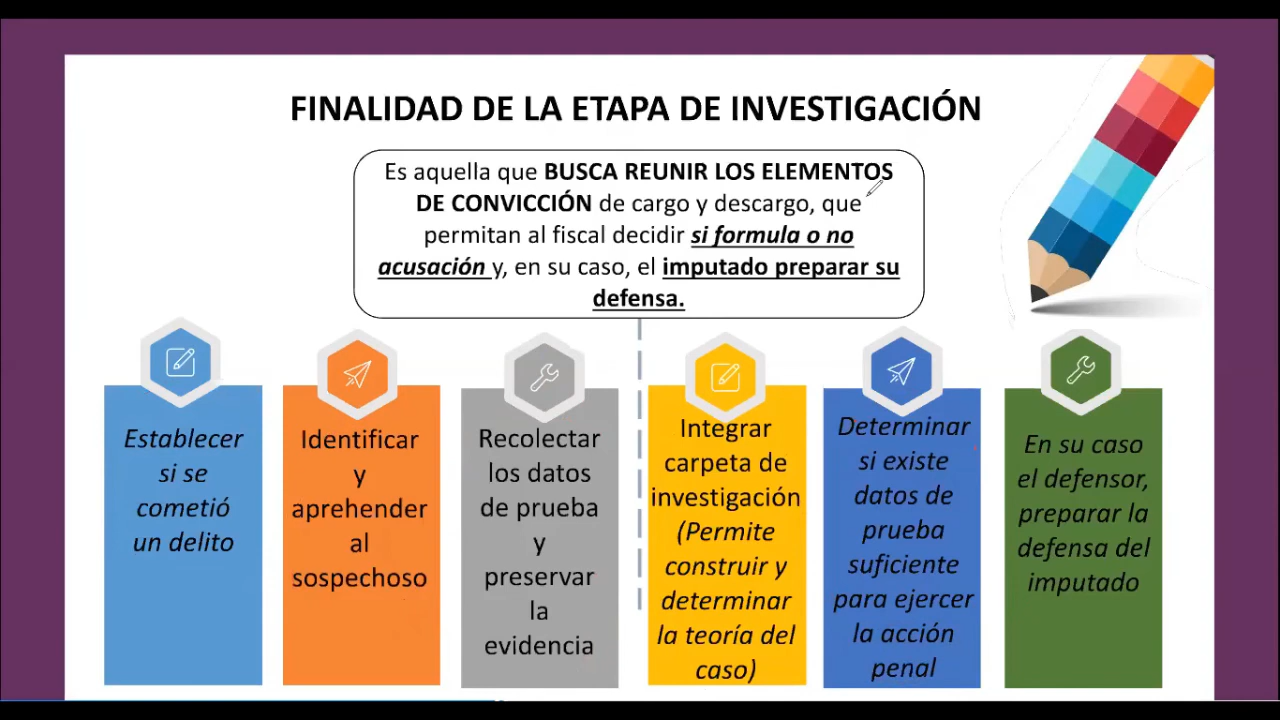 FINALIDAD DE LA ETAPA DE INVESTIGACIÓN
Es aquella que BUSCA REUNIR LOS ELEMENTOS
DE CONVICCIÓN de cargo y descargo, que
permitan al fiscal decidir si formula o no
acusación y, en su caso, el imputado preparar su
defensa.
Establecer
si se
cometió
un delito
Identificar
y
aprehender
al
sospechoso
Recolectar
los datos
de prueba
y
preservar
la
evidencia
Integrar
carpeta de
investigación
(Permite
construir y
determinar
la teoría del
caso)
Determinar
si existe
datos de
prueba
suficiente
para ejercer
la acción
penal
En su caso
el defensor,
preparar la
defensa del
imputado